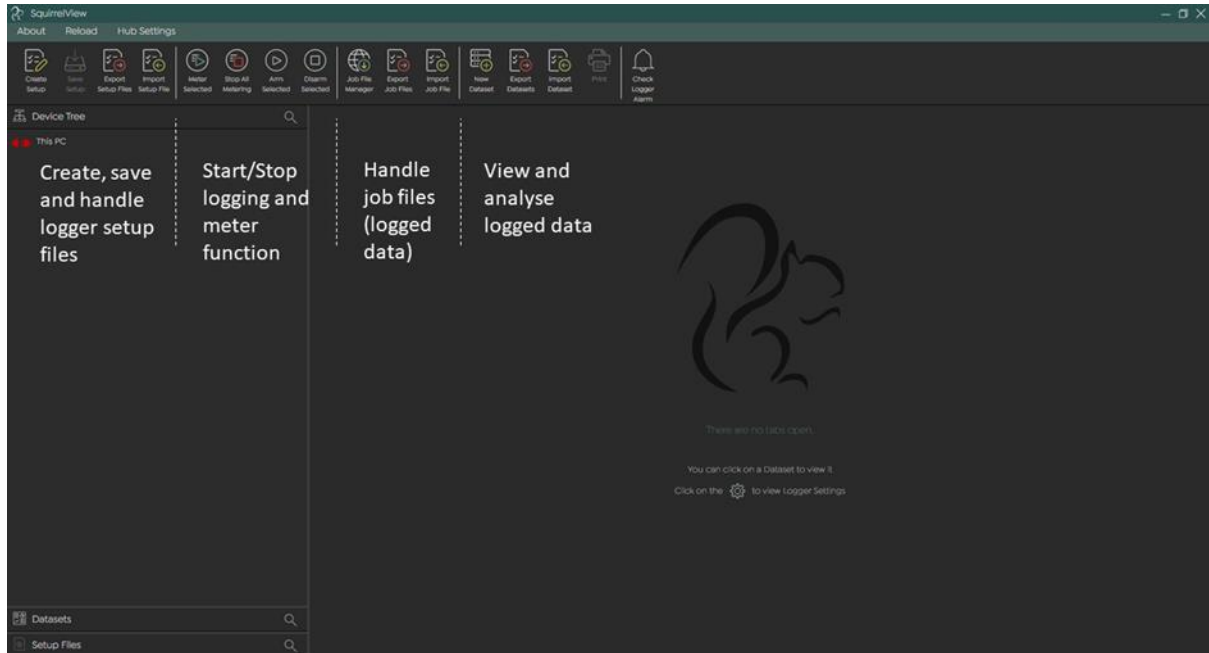 SquirrelView
About Reload Hub Settings
Create Save Export Import Meter Stop All Arm Disarm Job File Export Import New Export Import Print Check
Setup Setup Setup Files Setup File Selected Metering Selected Selected Manager Job Files Job File Dataset Datasets Dataset Logger
Alarm
Device Tree
This PC
Create, save Start/Stop Handle View and
and handle logging and job files analyse
logger setup meter (logged logged data
files function data)
There are no tabs open.
You can click on a Dataset to view it.
Click on the to view Logger Settings
Datasets
Setup Files